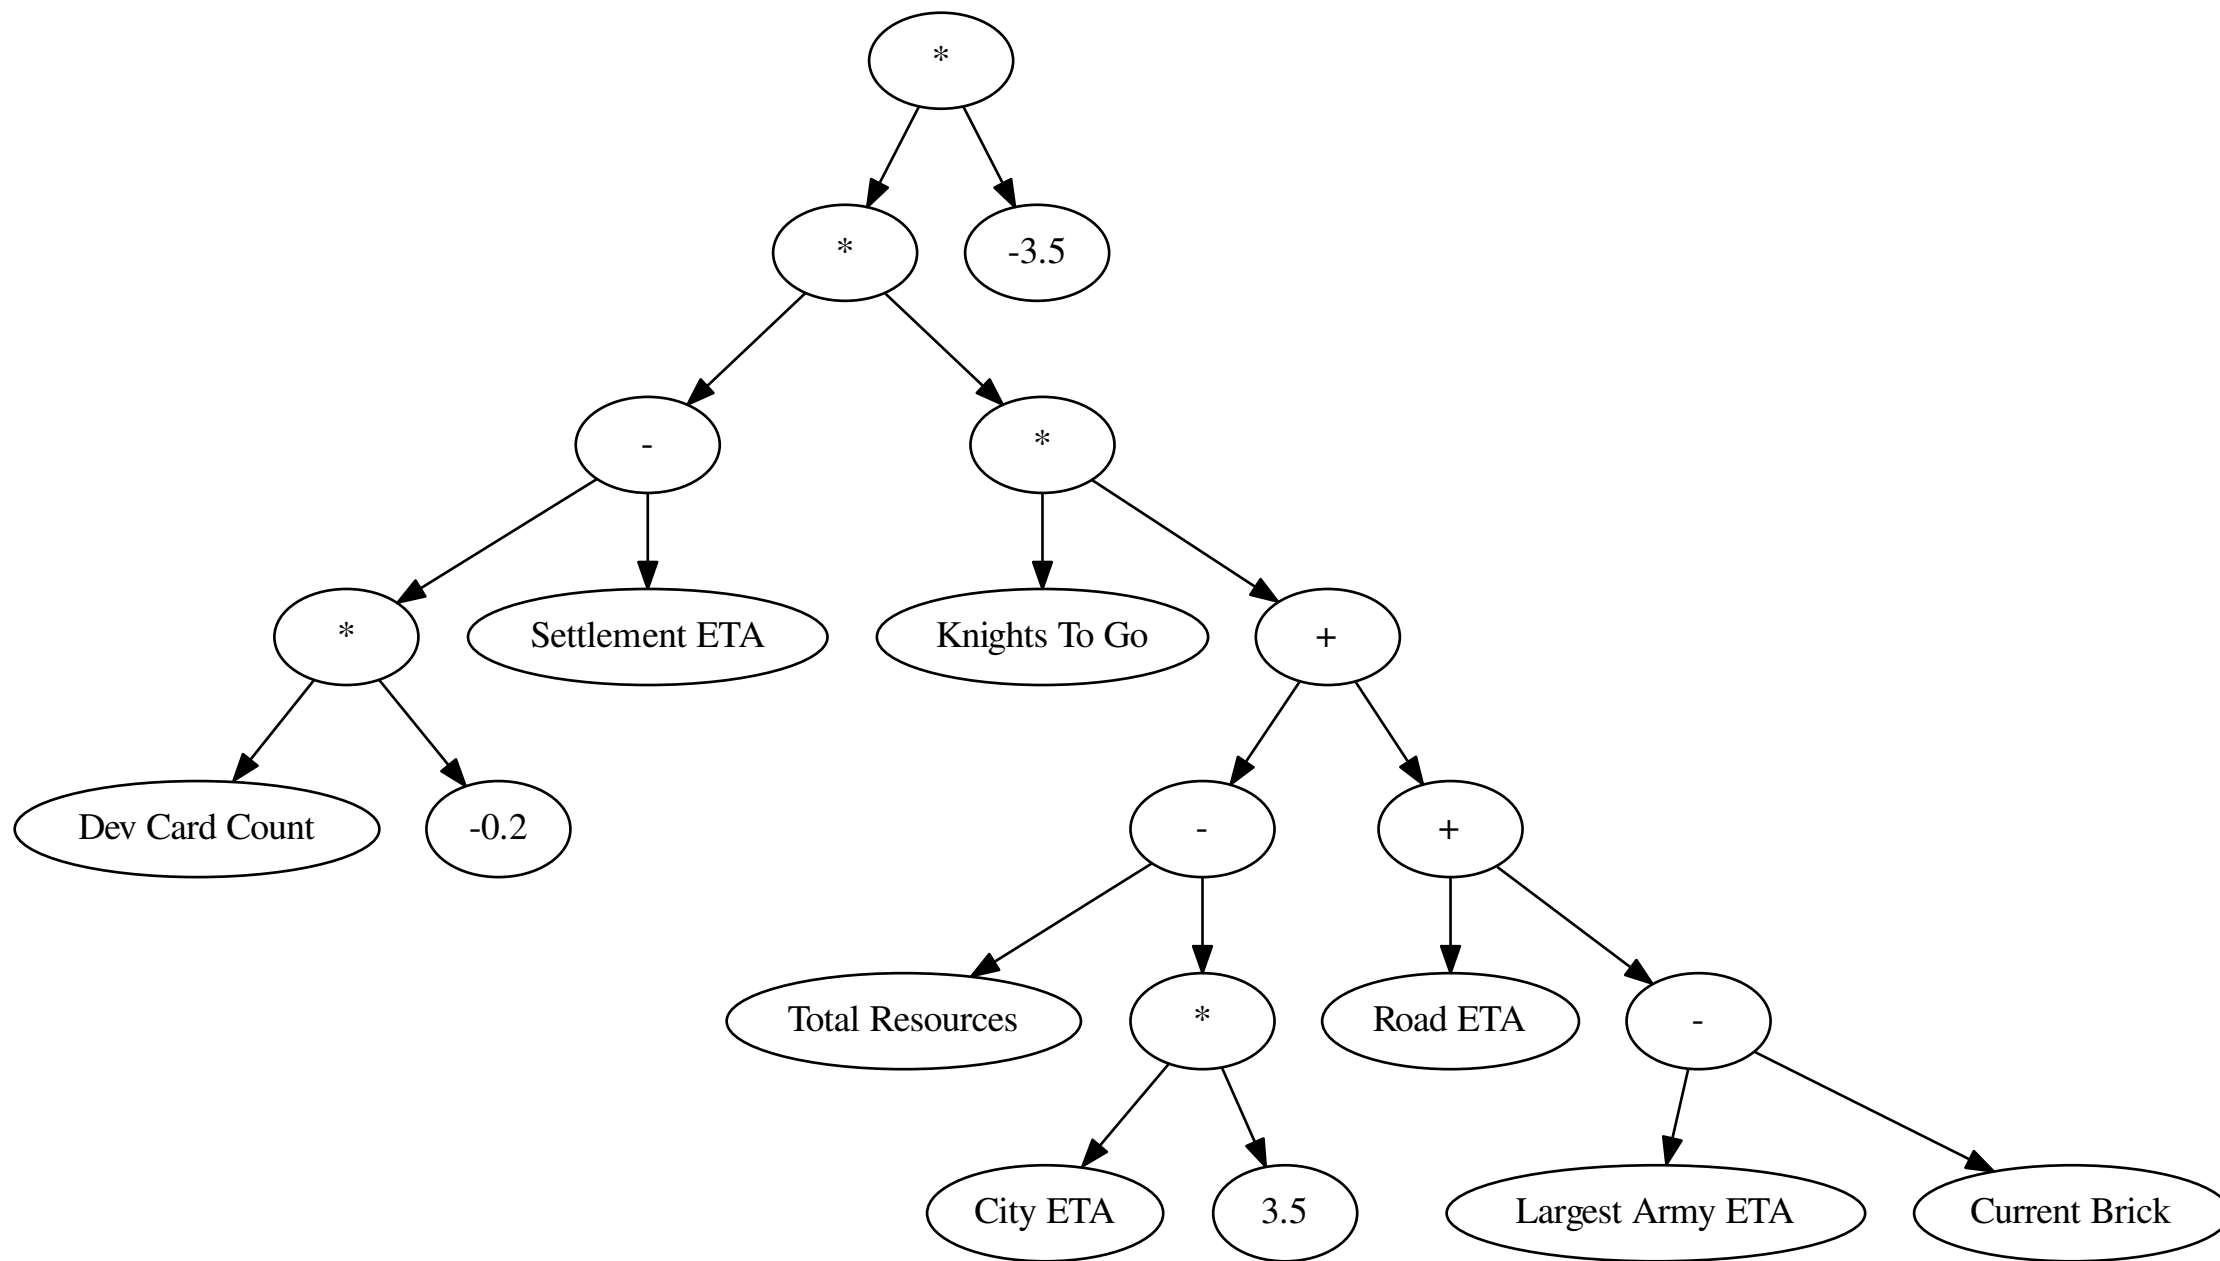 *
*
-3.5
-
*
*
Settlement ETA
Knights To Go
+
Dev Card Count
-0.2
-
+
Total Resources
*
Road ETA
-
City ETA
3.5
Largest Army ETA
Current Brick